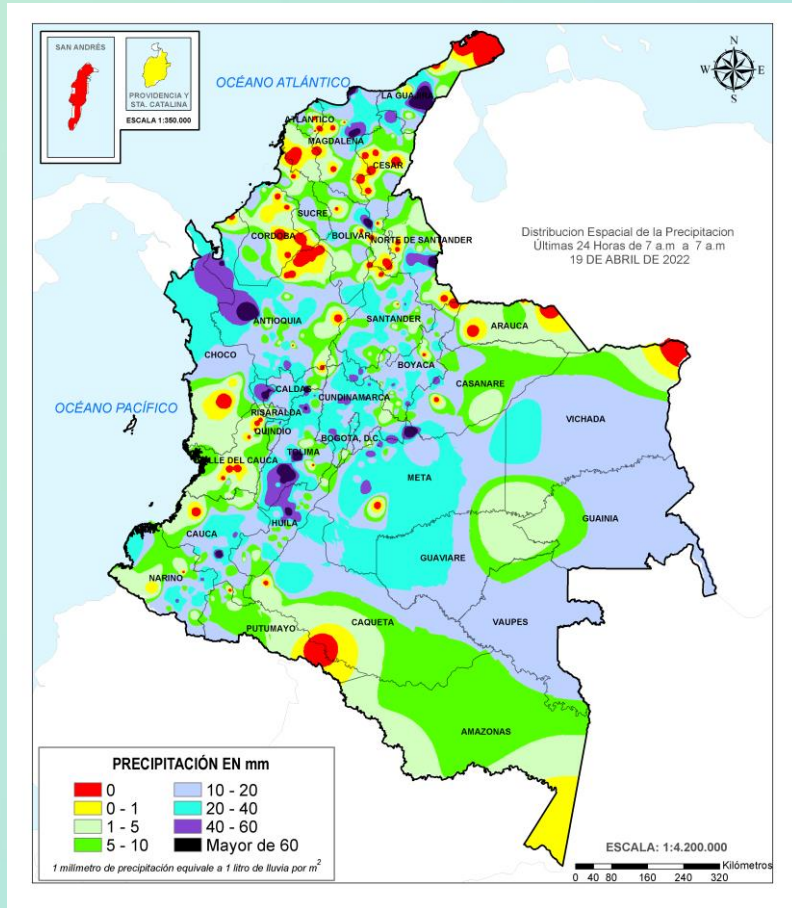 SAN ANDRÉS
PROVIDENCIA Y
STA. CATALINA
ESCALA 1:350.000
OCÉANO ATLÁNTICO
N
W E
S
LA GUAJIRA
ATLANTICO
MAGDALENA
CESAR
SUCRE
CORDOBA
BOLIVAR
NORTE DE SANTANDER
Distribucion Espacial de la Precipitacion
Últimas 24 Horas de 7 a.m a 7 a.m
19 DE ABRIL DE 2022
ANTIOQUIA
SANTANDER
ARAUCA
CHOCO
BOYACA
CASANARE
OCÉANO PACÍFICO
CALDAS
CUNDINAMARCA
RISARALDA
VICHADA
QUINDIO
BOGOTA, D.C.
TOLIMA
VALLE DEL CAUCA
META
GUAINIA
HUILA
CAUCA
GUAVIARE
NARINO
VAUPES
CAQUETA
PUTUMAYO
AMAZONAS
PRECIPITACIÓN EN mm
0 10 - 20
0 - 1 20 - 40
1 - 5 40 - 60
5 - 10 Mayor de 60
1 milimetro de precipitación equivale a 1 litro de lluvia por m²
ESCALA: 1:4.200.000
Kilómetros
0 40 80 160 240 320